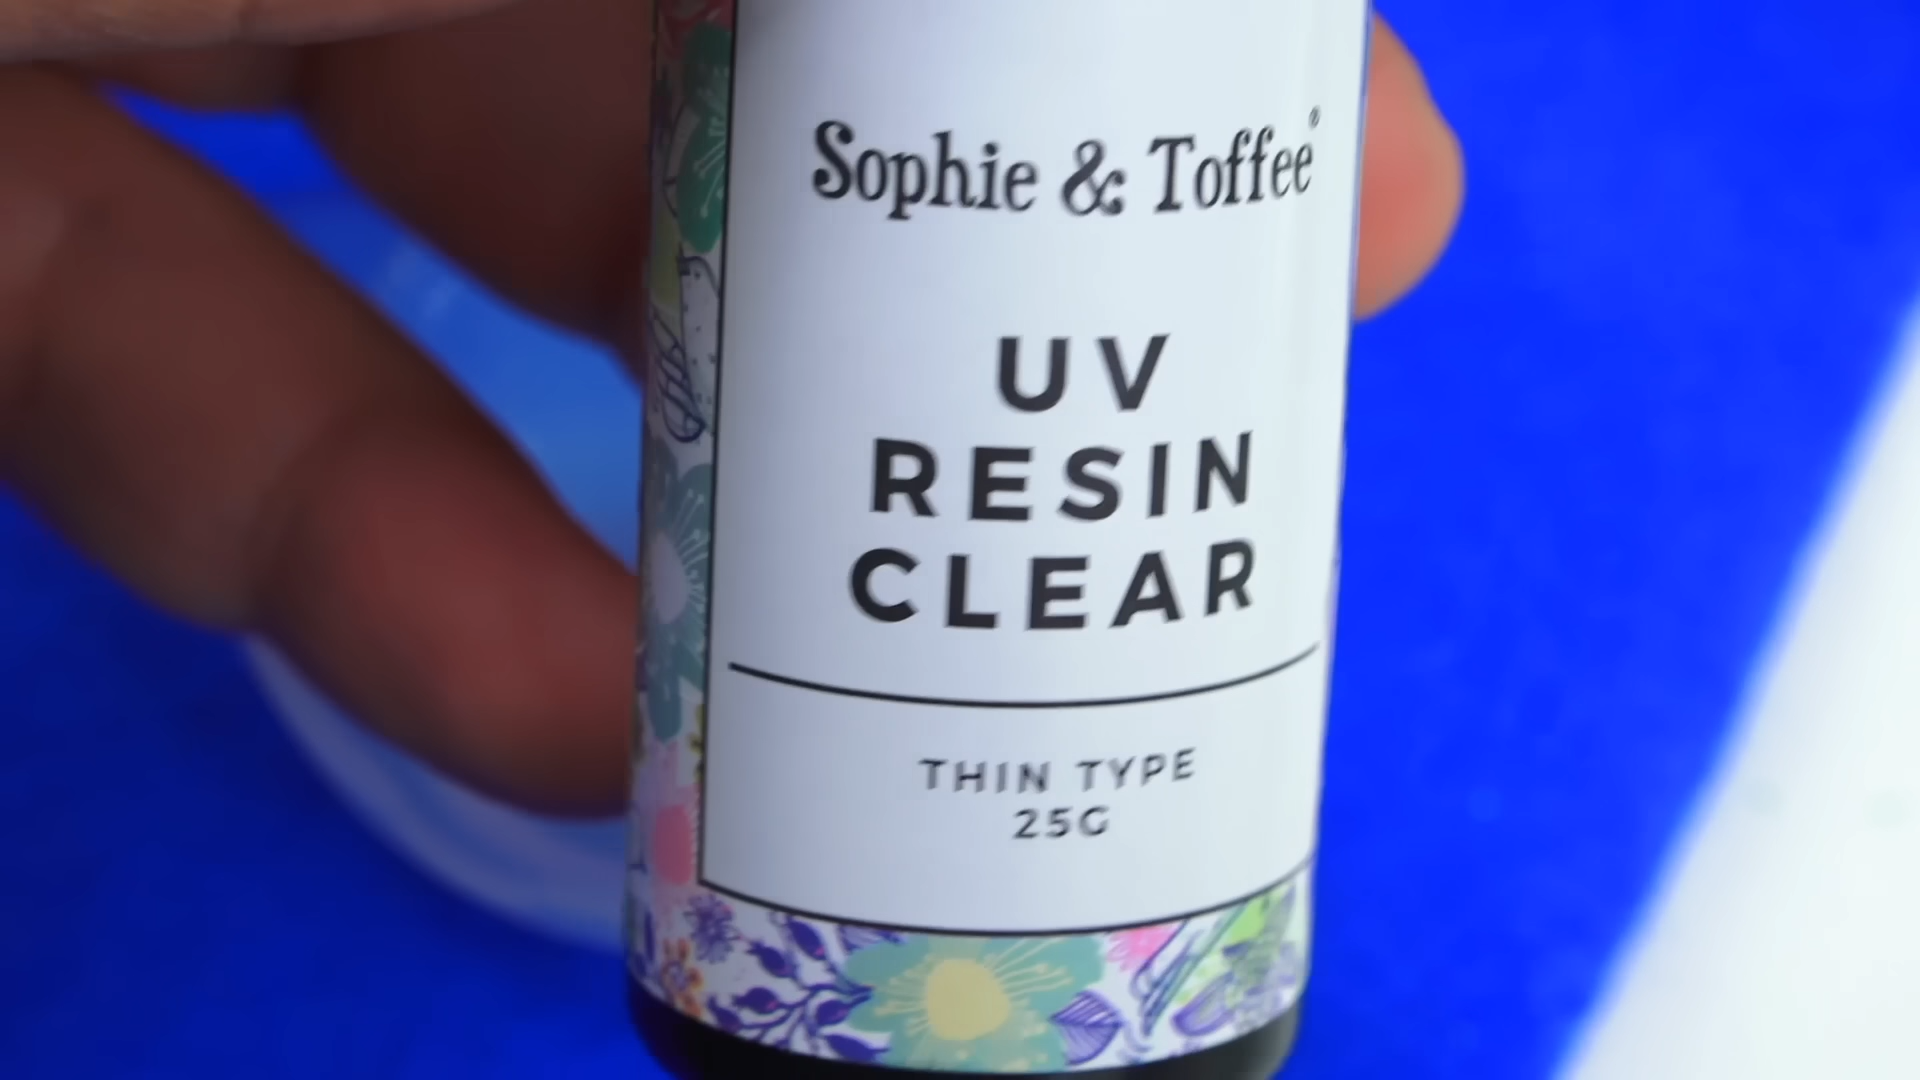 Sophie & Toffee®
UV
RESIN
CLEAR
THIN TYPE
25G